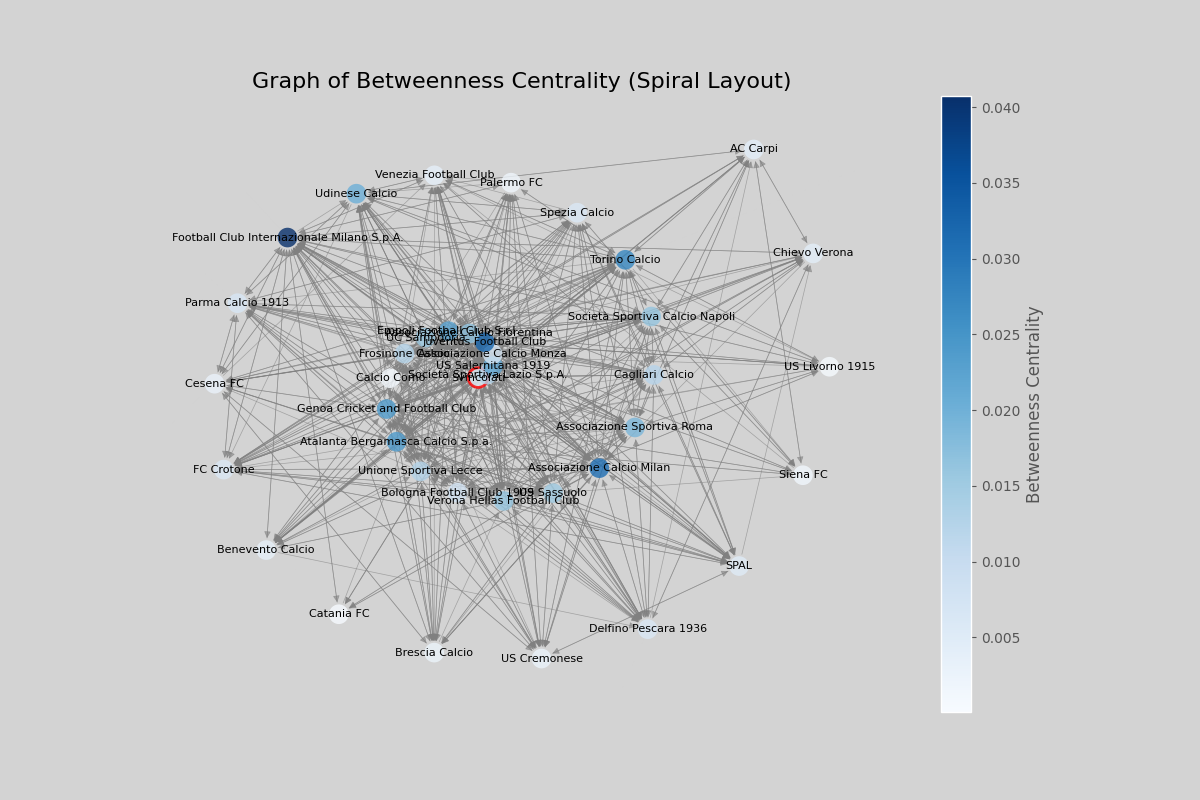 Graph of Betweenness Centrality (Spiral Layout)
AC Carpi
Venezia Football Club
Palermo FC
Udinese Calcio
Spezia Calcio
Football Club Internazionale Milano S.p.A.
Chievo Verona
Torino Calcio
Parma Calcio 1913
Società Sportiva Calcio Napoli
Empoli Football Club S.r.l.
Associazione Calcio Fiorentina
UC Sampdoria
Juventus Football Club
Frosinone Calcio
Associazione Calcio Monza
US Salernitana 1919
US Livorno 1915
Calcio Como
Società Sportiva Lazio S.p.A.
Svincolati
Cagliari Calcio
Cesena FC
Genoa Cricket and Football Club
Associazione Sportiva Roma
Atalanta Bergamasca Calcio S.p.a.
FC Crotone
Unione Sportiva Lecce
Associazione Calcio Milan
Siena FC
Bologna Football Club 1909
US Sassuolo
Verona Hellas Football Club
Benevento Calcio
SPAL
Catania FC
Delfino Pescara 1936
Brescia Calcio
US Cremonese
0.040
0.035
0.030
0.025
0.020
0.015
0.010
0.005
Betweenness Centrality